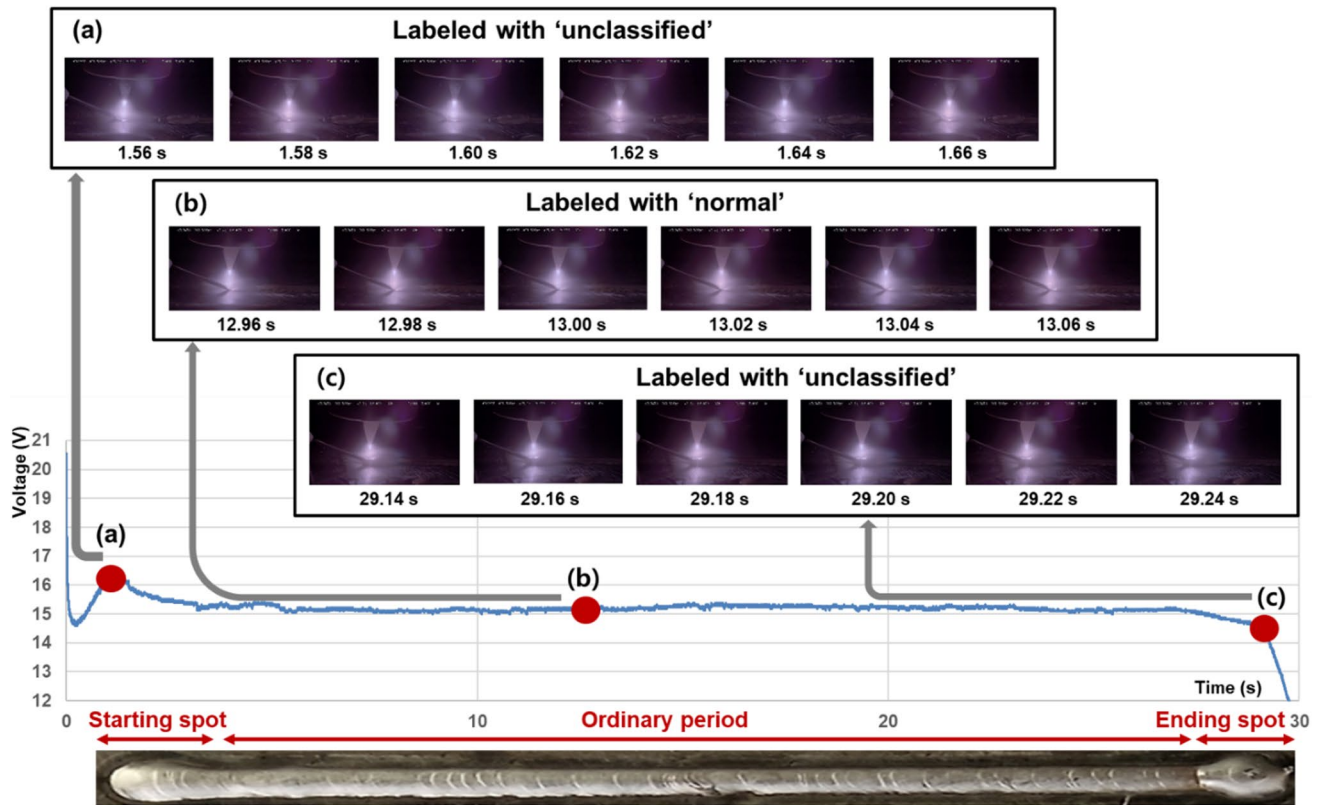 (a) Labeled with ‘unclassified’
1.56 s 1.58 s 1.60 s 1.62 s 1.64 s 1.66 s
(b) Labeled with ‘normal’
12.96 s 12.98 s 13.00 s 13.02 s 13.04 s 13.06 s
(c) Labeled with ‘unclassified’
29.14 s 29.16 s 29.18 s 29.20 s 29.22 s 29.24 s
Voltage (V)
21
20
19
18
17
16
15
14
13
12
(a)
(b)
(c)
Time (s)
0 10 20 30
Starting spot Ordinary period Ending spot